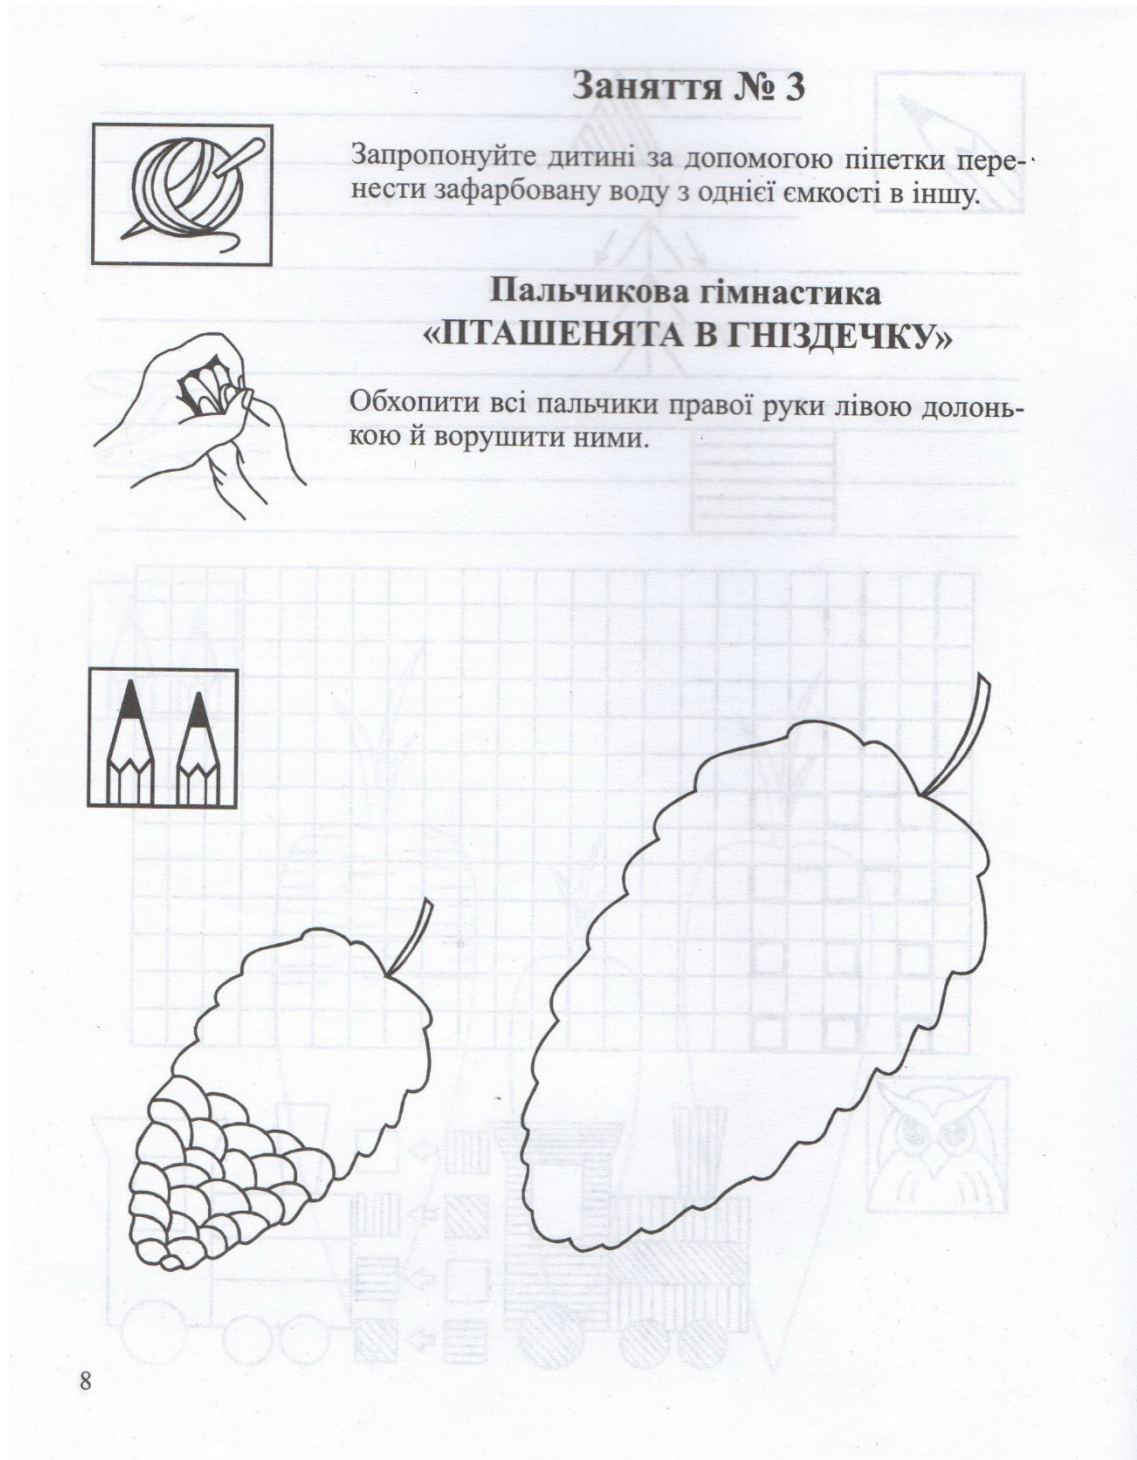 Заняття № 3
Запропонуйте дитині за допомогою піпетки пере-
нести зафарбовану воду з однієї ємкості в іншу.
Пальчикова гімнастика
«ПТАШЕНЯТА В ГНІЗДЕЧКУ»
Обхопити всі пальчики правої руки лівою долонь-
кою й ворушити ними.
8